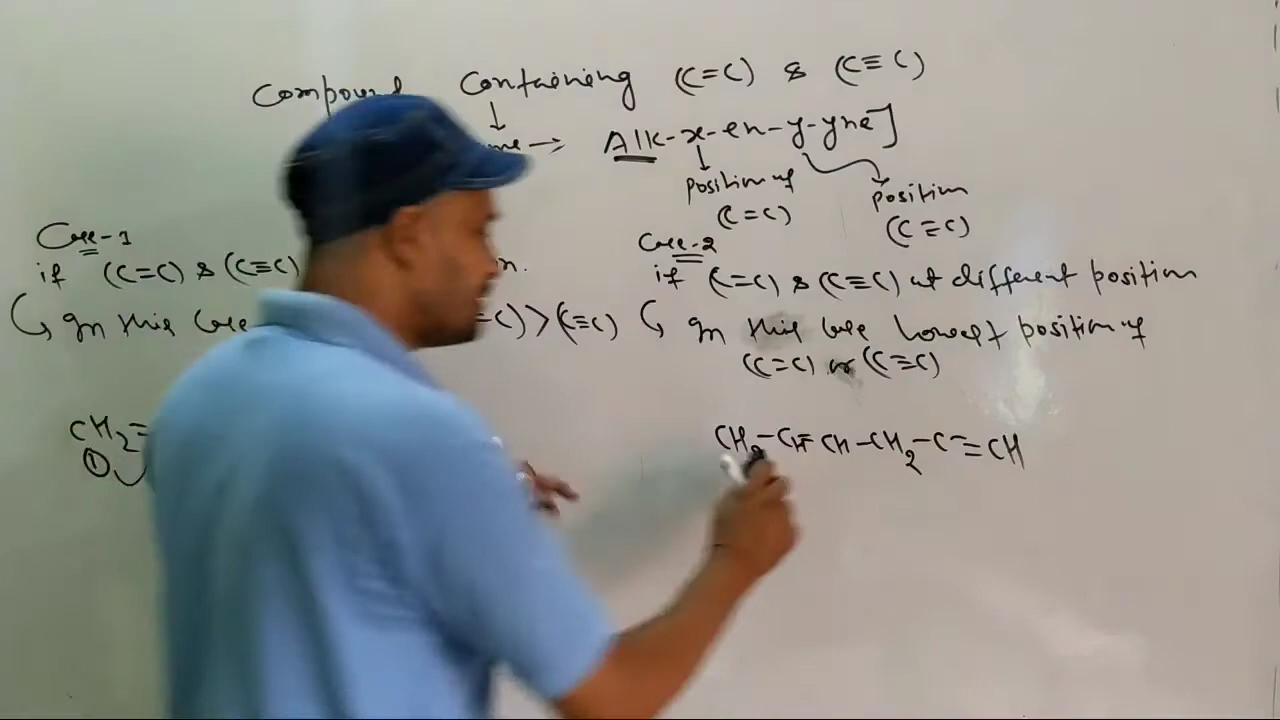 Compound Containing (C=C) & (C≡C)
→ Alk-x-en-y-yne]
position of (C=C)
position (C≡C)
Case-1
if (C=C) & (C≡C)
↳ In this case =C) > (C≡C)
CH2=
①
Case-2
if (C=C) & (C≡C) at different position
↳ In this case lowest position of
(C=C) or (C≡C)
CH3-CH=CH-CH2-C≡CH